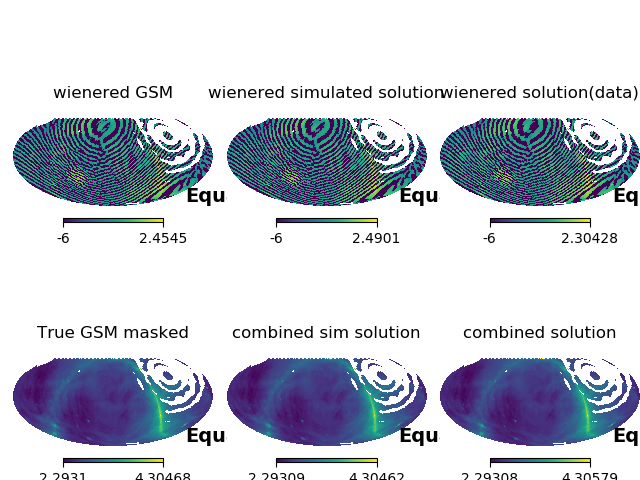 wienered GSM
wienered simulated solution
wienered solution(data)
Equ
Equ
Eq
-6 2.4545
-6 2.4901
-6 2.30428
True GSM masked
combined sim solution
combined solution
Equ
Equ
Eq
2.2931 4.30468
2.29309 4.30462
2.29308 4.30579